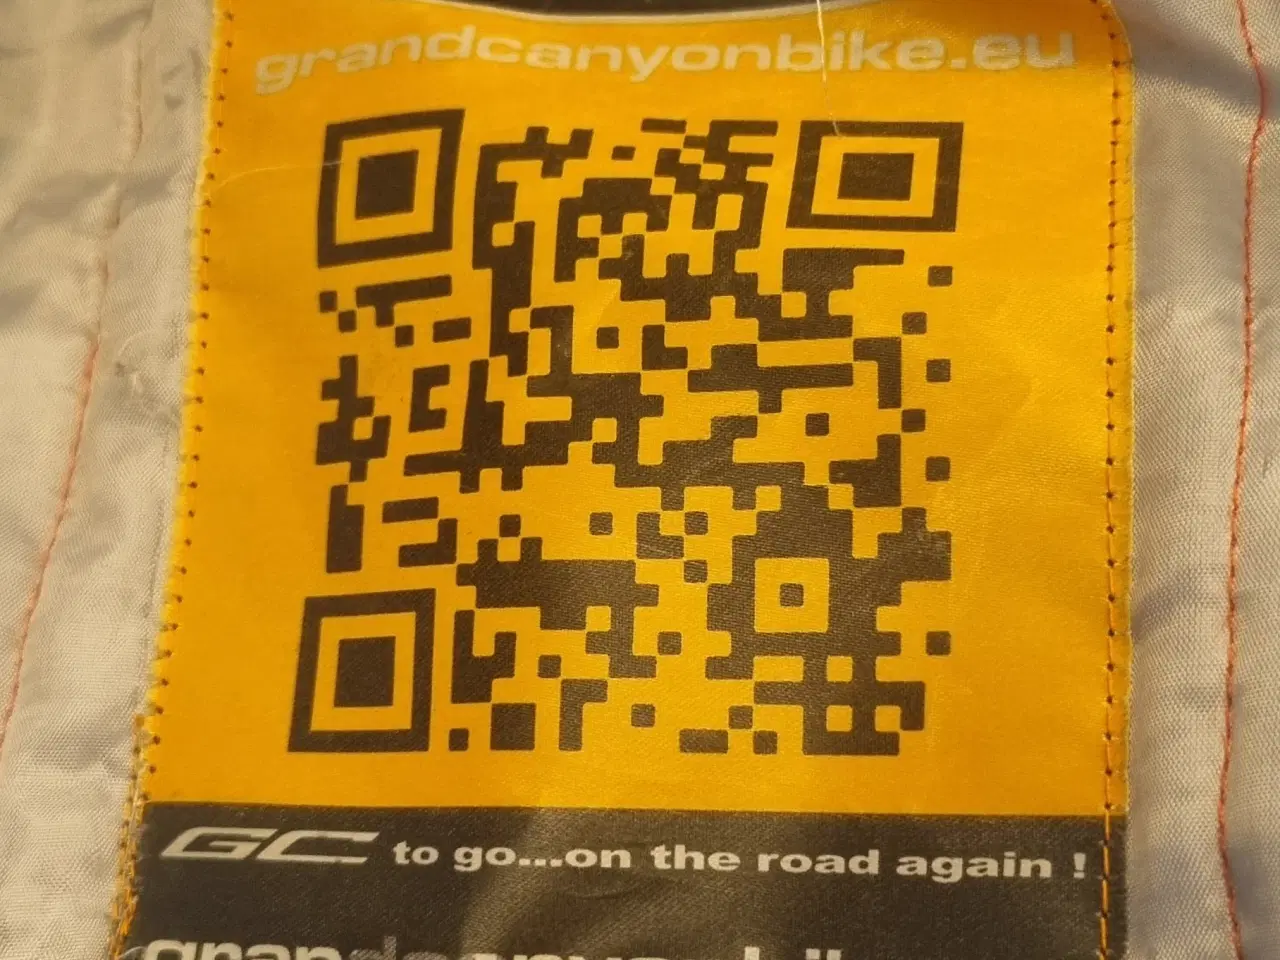 grandcanyonbike.eu
GC to go...on the road again !